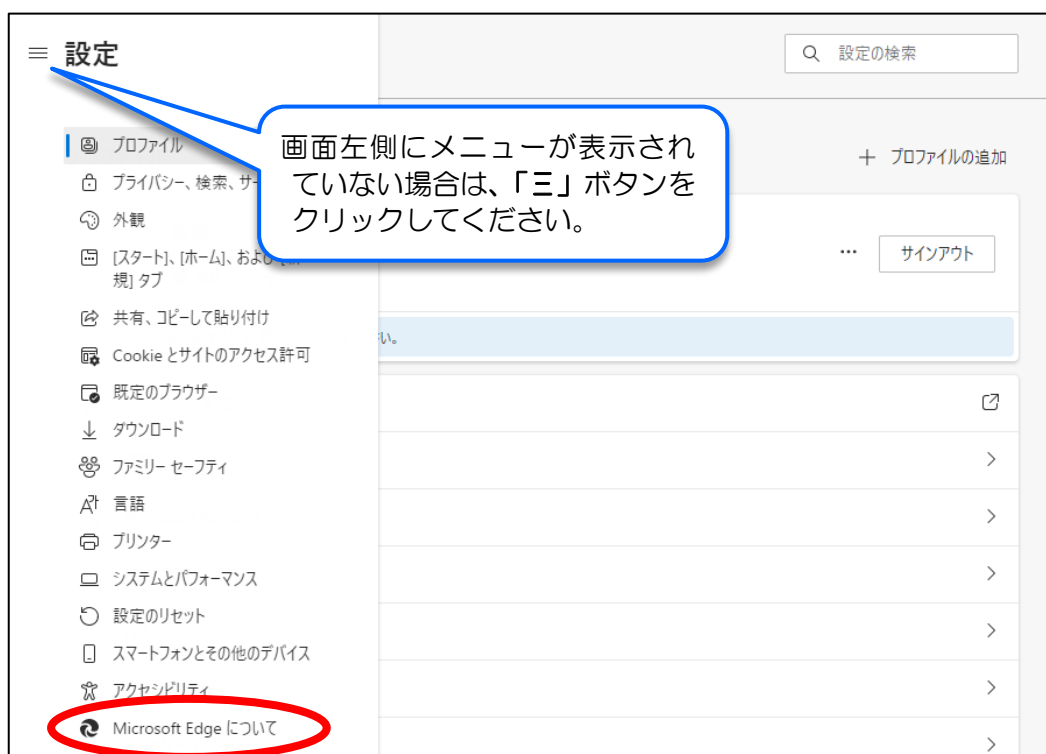 設定
設定の検索
画面左側にメニューが表示され
ていない場合は、「三」ボタンを
クリックしてください。
プロファイル
プロファイルの追加
プライバシー、検索、サー
外観
[スタート]、[ホーム]、および
規] タブ
サインアウト
共有、コピーして貼り付け
い。
Cookie とサイトのアクセス許可
既定のブラウザー
ダウンロード
ファミリー セーフティ
言語
プリンター
システムとパフォーマンス
設定のリセット
スマートフォンとその他のデバイス
アクセシビリティ
Microsoft Edge について